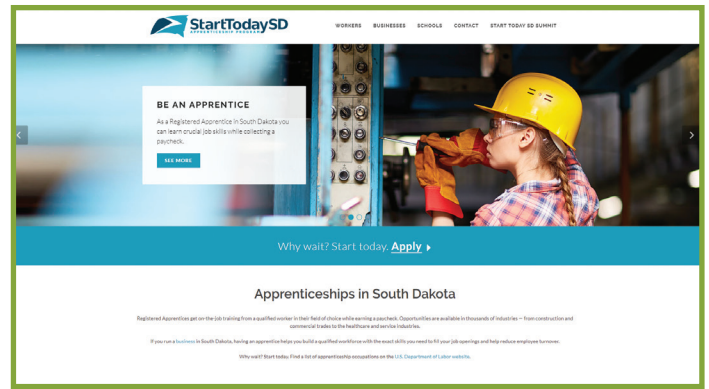 StartTodaySD
APPRENTICESHIP PROGRAM
WORKERS BUSINESSES SCHOOLS CONTACT START TODAY SD SUMMIT
BE AN APPRENTICE
As a Registered Apprentice in South Dakota you
can learn crucial job skills while collecting a
paycheck.
SEE MORE
Why wait? Start today. Apply
Apprenticeships in South Dakota
Registered Apprentices get on-the-job training from a qualified worker in their field of choice while earning a paycheck. Opportunities are available in thousands of industries — from construction and
commercial trades to the healthcare and service industries.
If you run a business in South Dakota, having an apprentice helps you build a qualified workforce with the exact skills you need to fill your job openings and help reduce employee turnover.
Why wait? Start today. Find a list of apprenticeship occupations on the U.S. Department of Labor website.